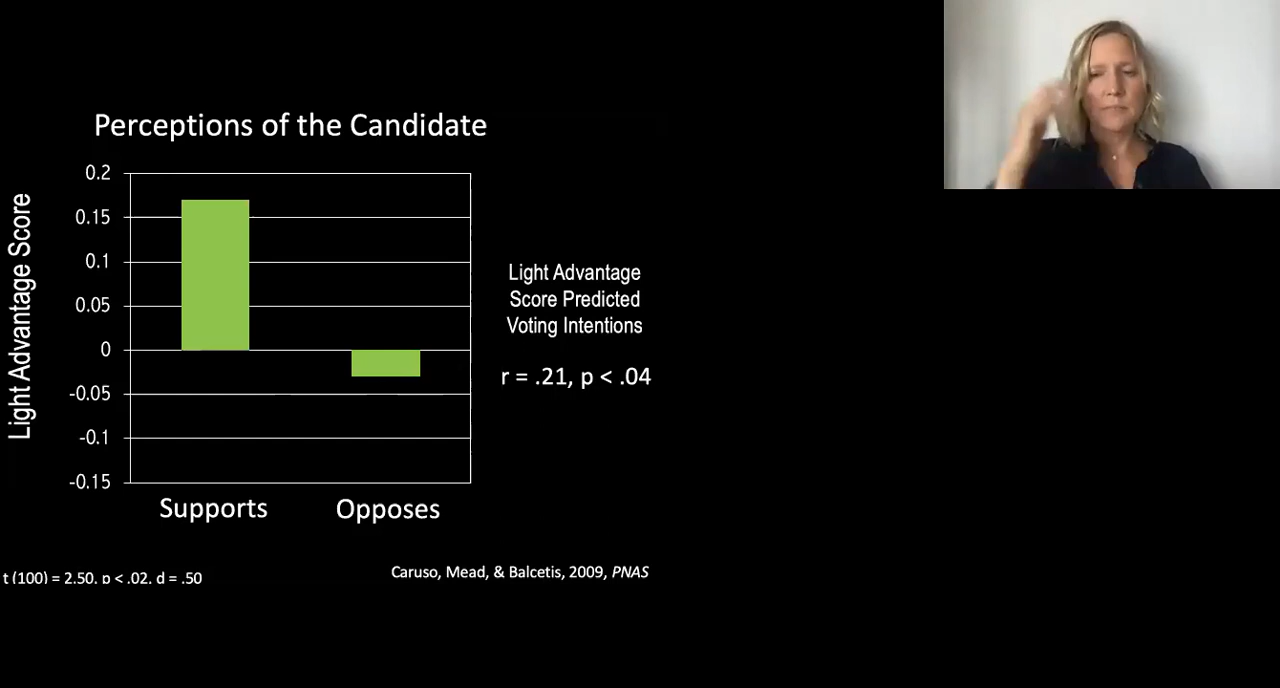 Perceptions of the Candidate
Light Advantage Score
0.2
0.15
0.1
0.05
0
-0.05
-0.1
-0.15
Supports
Opposes
Light Advantage
Score Predicted
Voting Intentions
r = .21, p < .04
t (100) = 2.50, p < .02, d = .50
Caruso, Mead, & Balcetis, 2009, PNAS